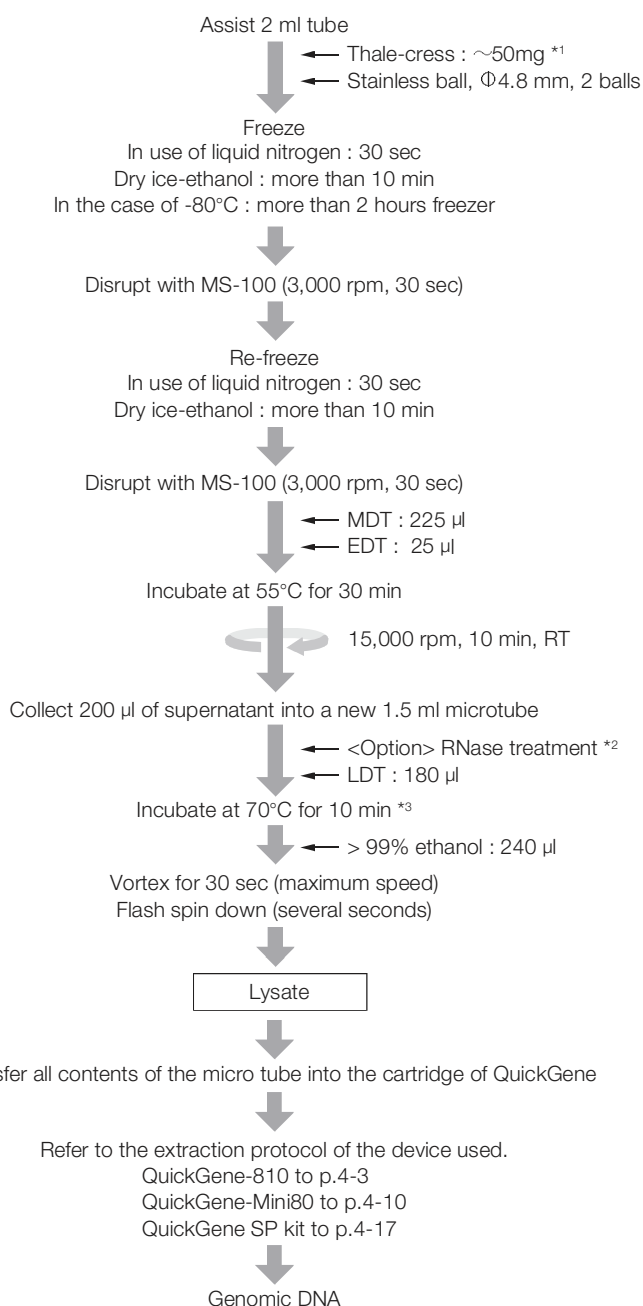 Assist 2 ml tube
Thale-cress : ～50mg *1
Stainless ball, Φ4.8 mm, 2 balls
Freeze
In use of liquid nitrogen : 30 sec
Dry ice-ethanol : more than 10 min
In the case of -80°C : more than 2 hours freezer
Disrupt with MS-100 (3,000 rpm, 30 sec)
Re-freeze
In use of liquid nitrogen : 30 sec
Dry ice-ethanol : more than 10 min
Disrupt with MS-100 (3,000 rpm, 30 sec)
MDT : 225 µl
EDT : 25 µl
Incubate at 55°C for 30 min
15,000 rpm, 10 min, RT
Collect 200 µl of supernatant into a new 1.5 ml microtube
<Option> RNase treatment *2
LDT : 180 µl
Incubate at 70°C for 10 min *3
> 99% ethanol : 240 µl
Vortex for 30 sec (maximum speed)
Flash spin down (several seconds)
Lysate
sfer all contents of the micro tube into the cartridge of QuickGene
Refer to the extraction protocol of the device used.
QuickGene-810 to p.4-3
QuickGene-Mini80 to p.4-10
QuickGene SP kit to p.4-17
Genomic DNA